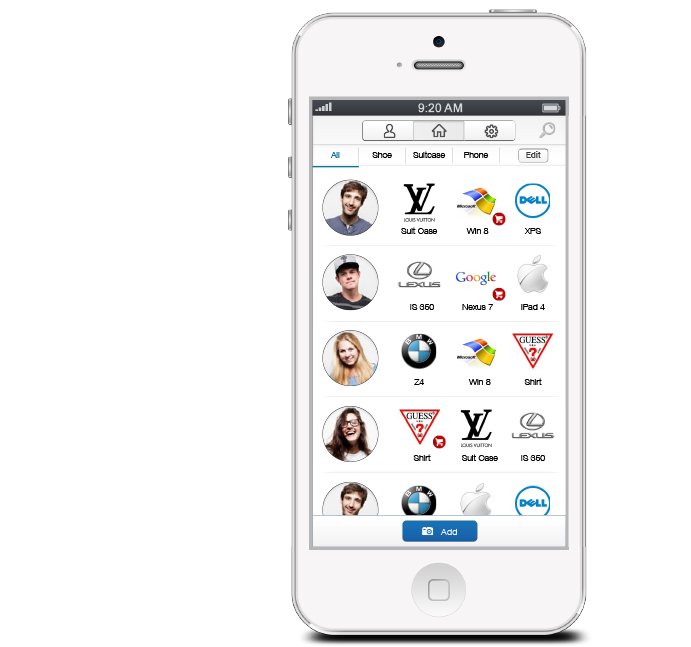 9:20 AM
All Shoe Suitcase Phone Edit
LOUIS VUITTON Microsoft DELL
Suit Case Win 8 XPS
LEXUS Google
IS 350 Nexus 7 iPad 4
BMW Microsoft GUESS ?
Z4 Win 8 Shirt
GUESS ? LOUIS VUITTON LEXUS
Shirt Suit Case IS 350
BMW DELL
Add